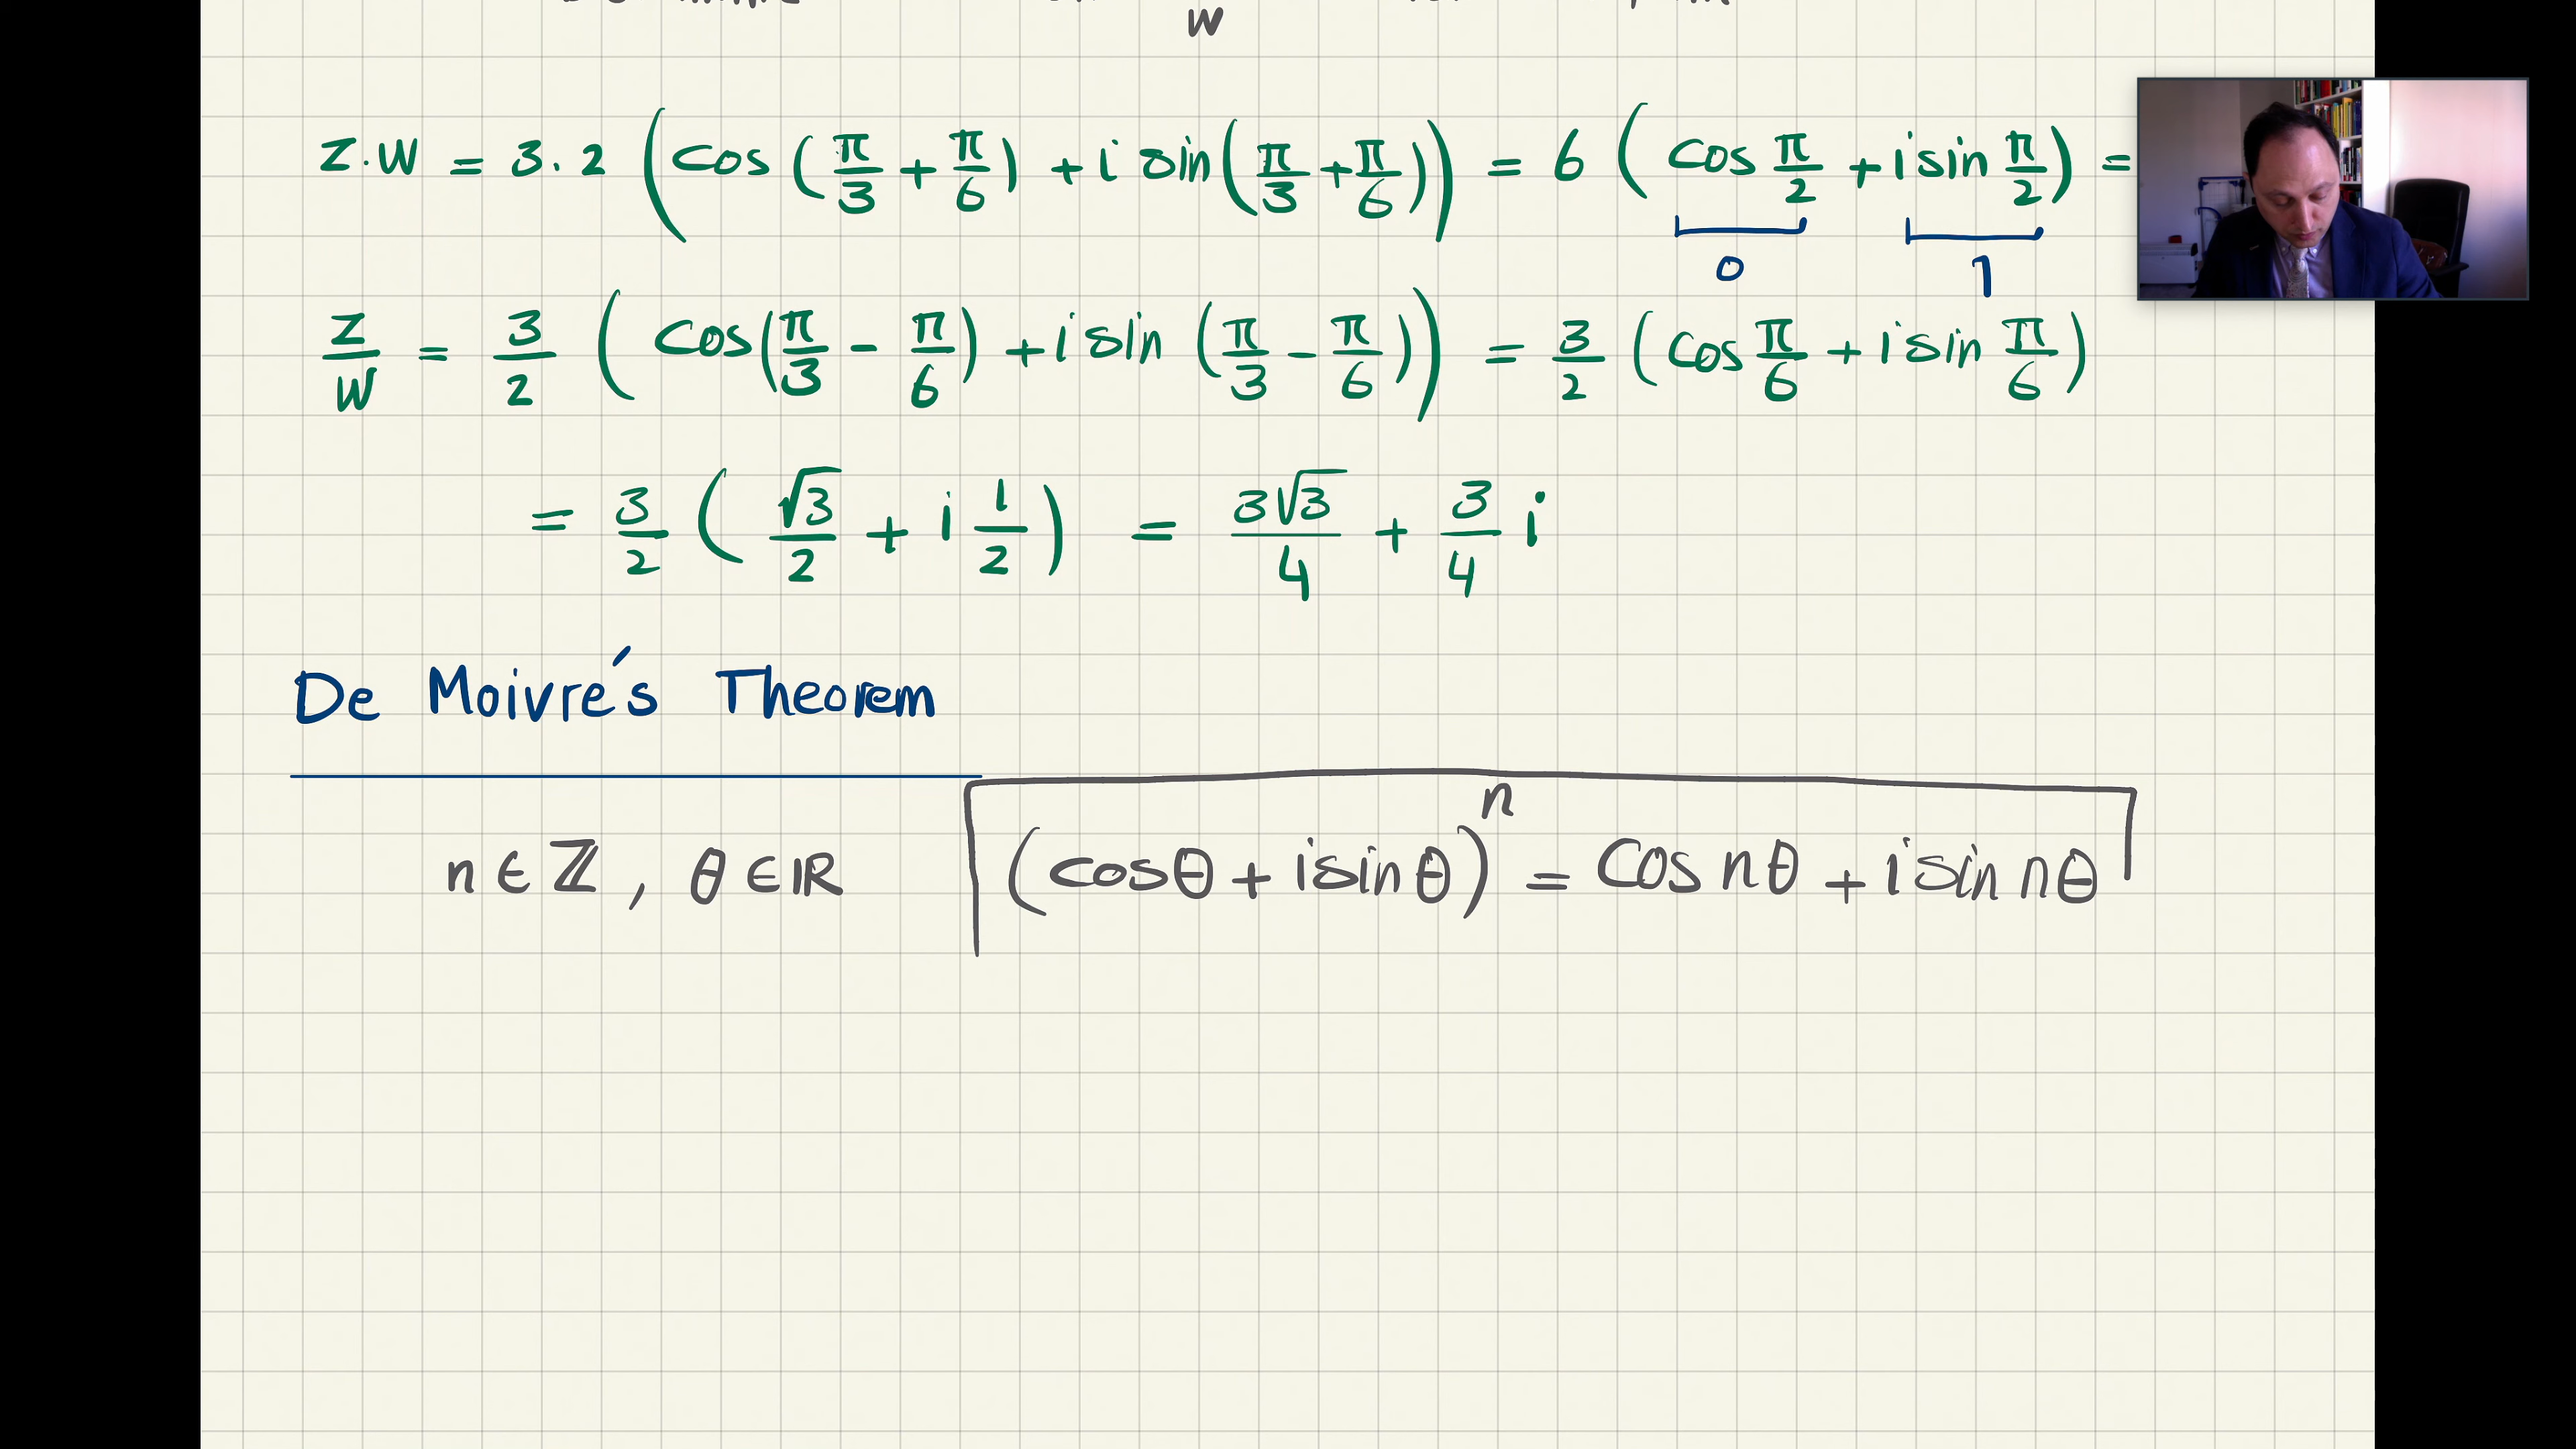 w
z·w = 3·2 (cos (π/3 + π/6) + i sin (π/3 + π/6)) = 6 (cos π/2 + i sin π/2) =
0 1
z/w = 3/2 (cos (π/3 − π/6) + i sin (π/3 − π/6)) = 3/2 (cos π/6 + i sin π/6)
= 3/2 (√3/2 + i 1/2) = 3√3/4 + 3/4 i
De Moivré's Theorem
n ∈ ℤ, θ ∈ ℝ (cos θ + i sin θ)ⁿ = cos nθ + i sin nθ